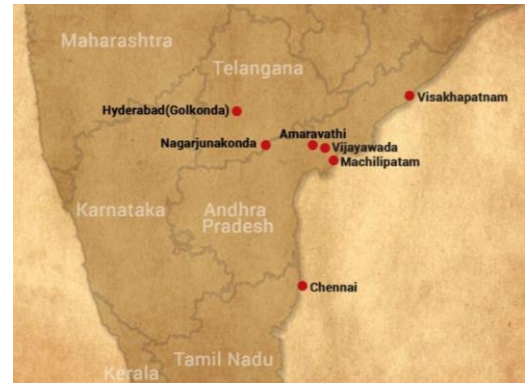 Maharashtra
Telangana
Visakhapatnam
Hyderabad(Golkonda)
Amaravathi
Nagarjunakonda
Vijayawada
Machilipatam
Karnataka
Andhra
Pradesh
Chennai
Tamil Nadu
Kerala